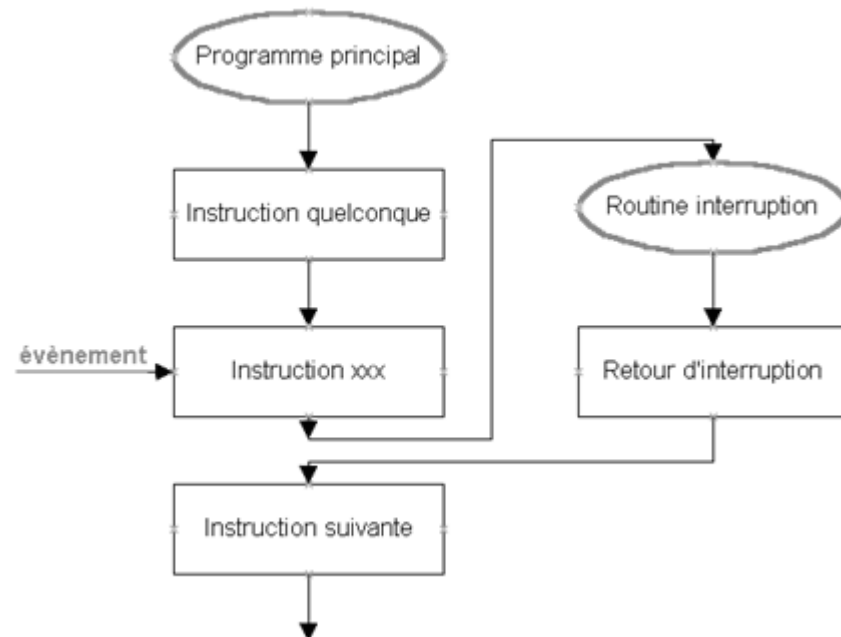 Programme principal
Instruction quelconque
Routine interruption
évènement
Instruction xxx
Retour d'interruption
Instruction suivante